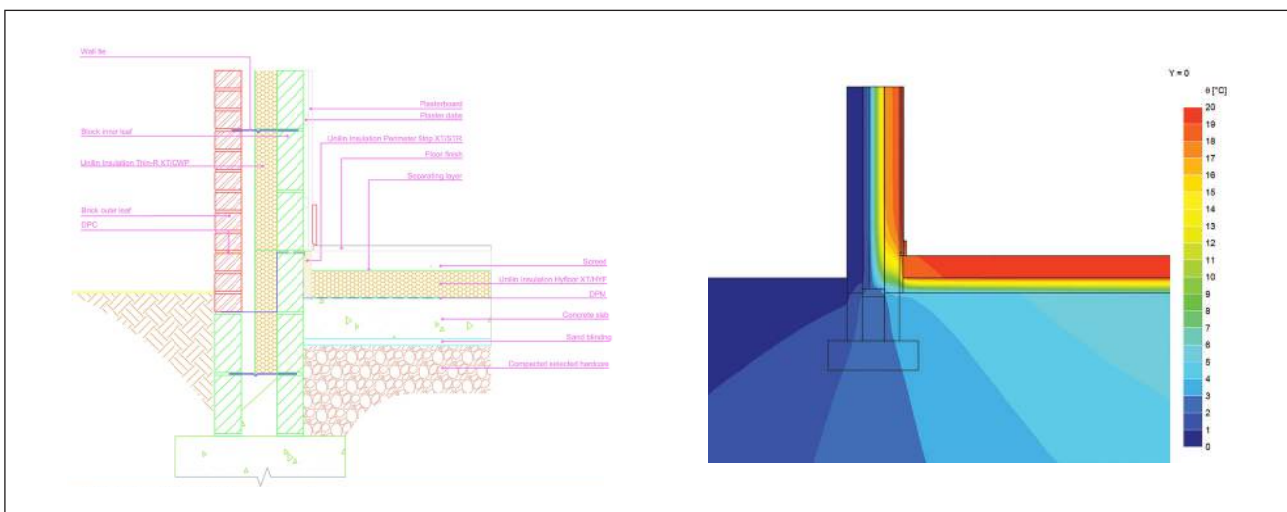 Wall tie
Block inner leaf
Unilin Insulation Thin-R XT/CWP
Brick outer leaf
DPC
Plasterboard
Plaster dabs
Unilin Insulation Perimeter Strip XT/STR
Floor finish
Separating layer
Screed
Unilin Insulation Hyfloor XT/HYF
DPM
Concrete slab
Sand blinding
Compacted selected hardcore
Y = 0
θ [°C]
20
19
18
17
16
15
14
13
12
11
10
9
8
7
6
5
4
3
2
1
0